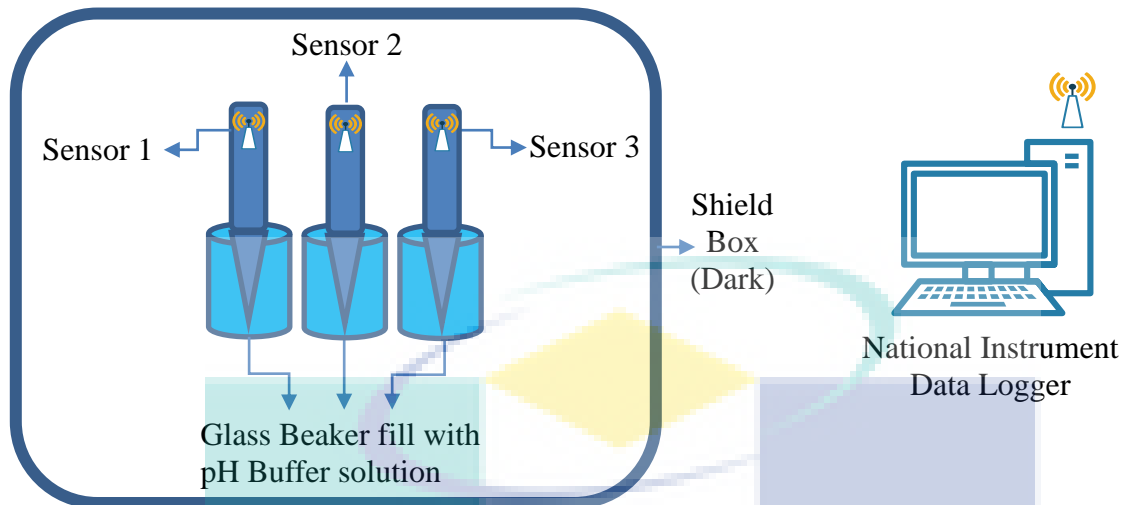 Sensor 2
Sensor 1
Sensor 3
Shield
Box
(Dark)
National Instrument
Data Logger
Glass Beaker fill with
pH Buffer solution